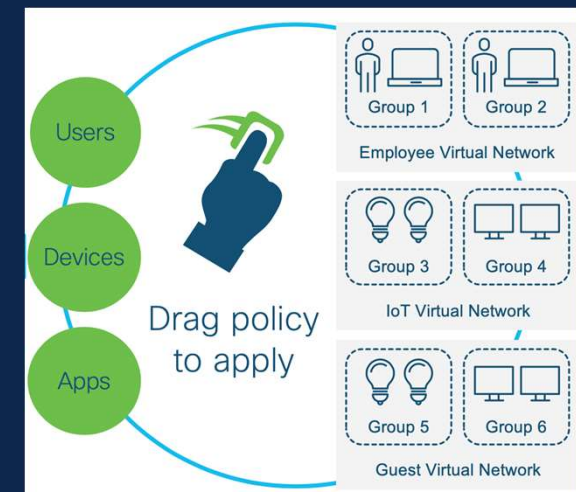 Users
Devices
Apps
Drag policy
to apply
Group 1
Group 2
Employee Virtual Network
Group 3
Group 4
IoT Virtual Network
Group 5
Group 6
Guest Virtual Network